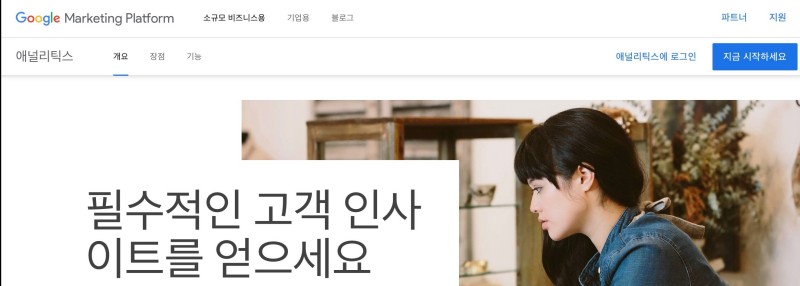 Google Marketing Platform 소규모 비즈니스용 기업용 블로그 파트너 지원
애널리틱스 개요 장점 기능 애널리틱스에 로그인 지금 시작하세요
필수적인 고객 인사
이트를 얻으세요